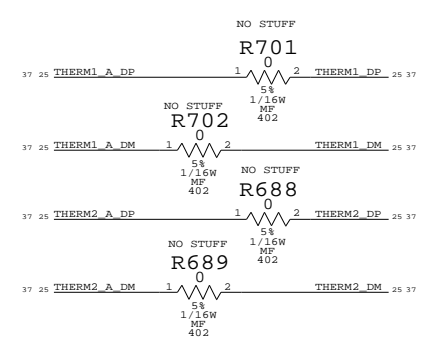 NO STUFF
R701
0
37 25 THERM1_A_DP 1 2 THERM1_DP 25 37
5%
1/16W
MF
402
NO STUFF
R702
0
37 25 THERM1_A_DM 1 2 THERM1_DM 25 37
5%
1/16W
MF
402
NO STUFF
R688
0
37 25 THERM2_A_DP 1 2 THERM2_DP 25 37
5%
1/16W
MF
402
NO STUFF
R689
0
37 25 THERM2_A_DM 1 2 THERM2_DM 25 37
5%
1/16W
MF
402